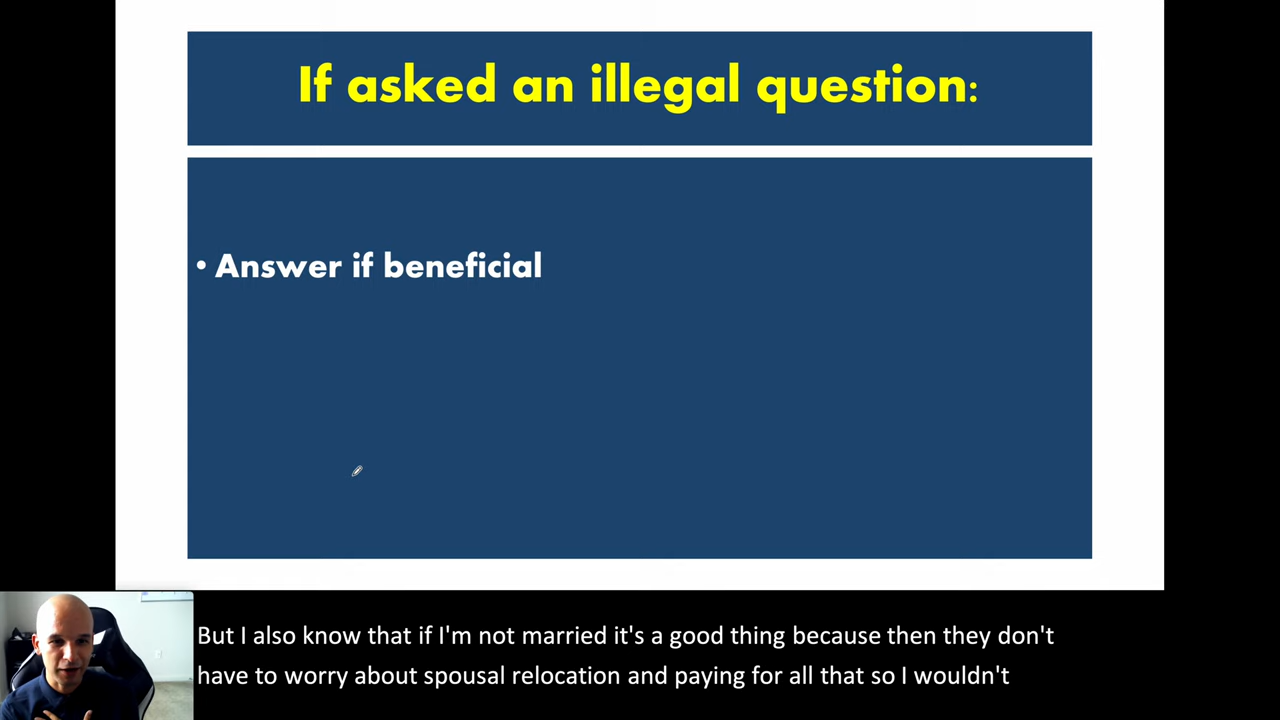 If asked an illegal question:
• Answer if beneficial
But I also know that if I'm not married it's a good thing because then they don't
have to worry about spousal relocation and paying for all that so I wouldn't